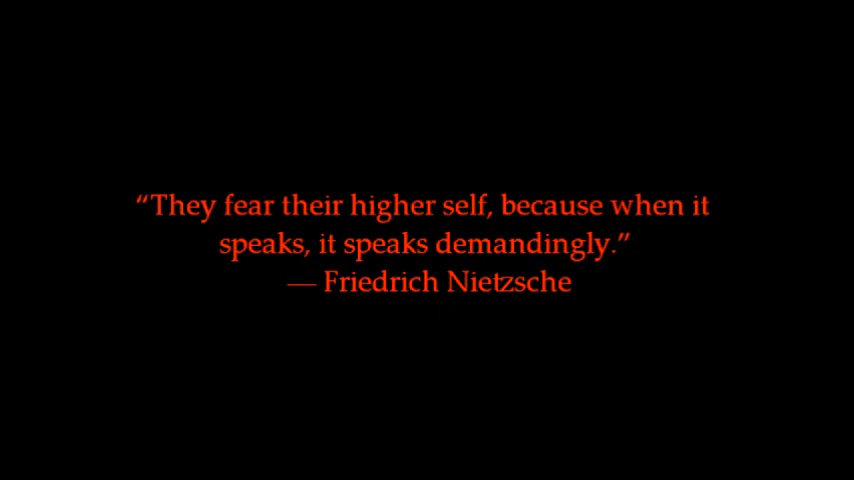 “They fear their higher self, because when it
speaks, it speaks demandingly.”
— Friedrich Nietzsche